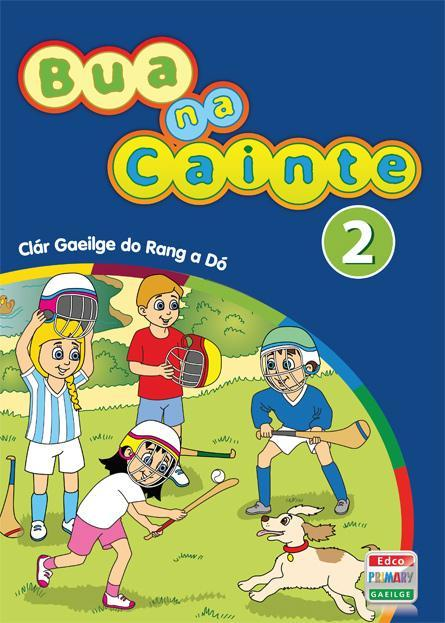 Bua
na
Cainte
2
Clár Gaeilge do Rang a Dó
Edco
PRIMARY
GAEILGE